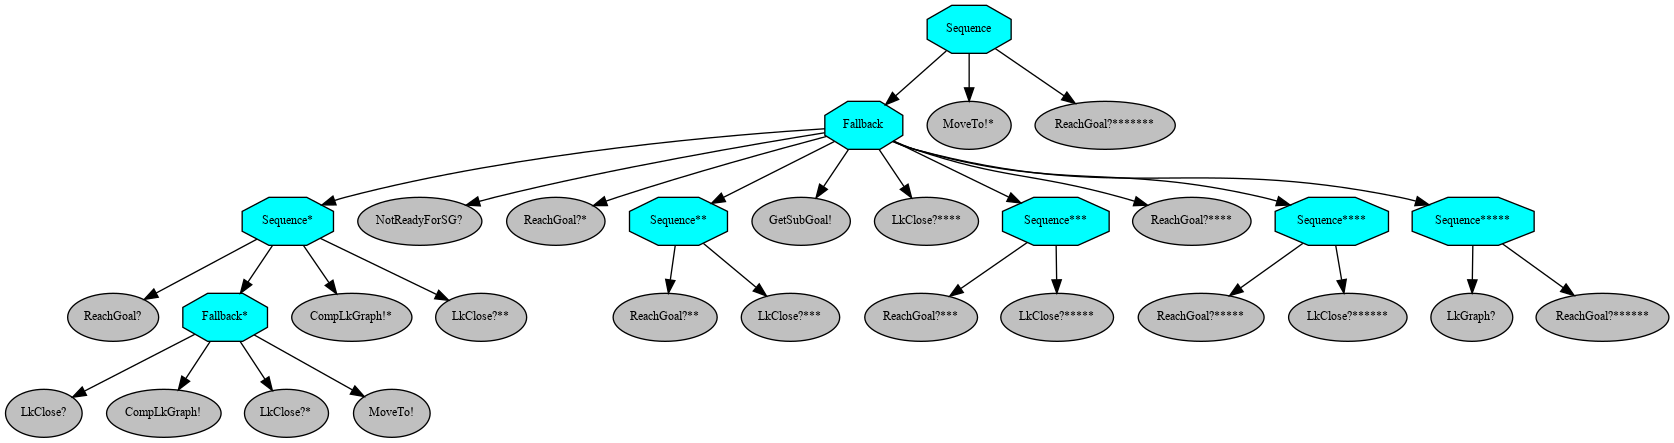 Sequence
Fallback
MoveTo!*
ReachGoal?*******
Sequence*
NotReadyForSG?
ReachGoal?*
Sequence**
GetSubGoal!
LkClose?****
Sequence***
ReachGoal?****
Sequence****
Sequence*****
ReachGoal?
Fallback*
CompLkGraph!*
LkClose?**
ReachGoal?**
LkClose?***
ReachGoal?***
LkClose?*****
ReachGoal?*****
LkClose?******
LkGraph?
ReachGoal?******
LkClose?
CompLkGraph!
LkClose?*
MoveTo!